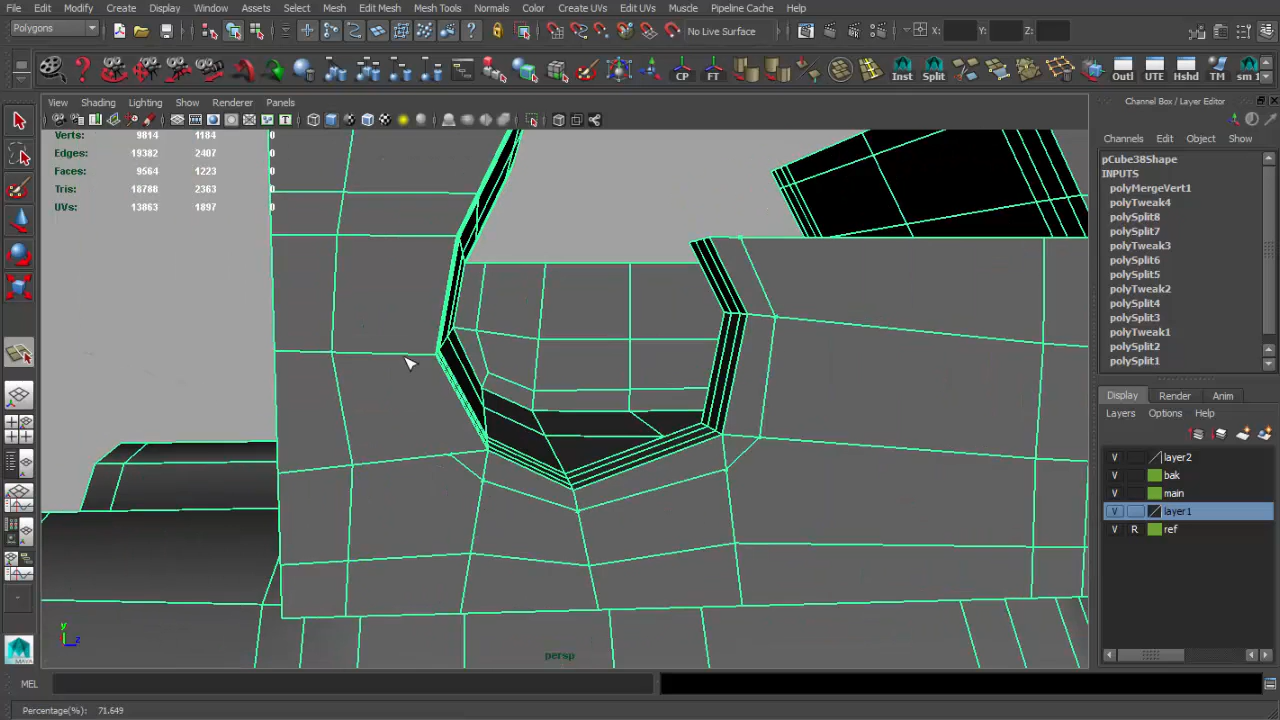 File Edit Modify Create Display Window Assets Select Mesh Edit Mesh Mesh Tools Normals Color Create UVs Edit UVs Muscle Pipeline Cache Help
Polygons
No Live Surface
X: Y: Z:
CP FT Inst Split Outl UTE Hshd TM sm 1
View Shading Lighting Show Renderer Panels
Channel Box / Layer Editor
Channels Edit Object Show
Verts: 9814 1184 0
Edges: 19382 2407 0
Faces: 9564 1223 0
Tris: 18788 2363 0
UVs: 13863 1897 0
pCube38Shape
INPUTS
polyMergeVert1
polyTweak4
polySplit8
polySplit7
polyTweak3
polySplit6
polySplit5
polyTweak2
polySplit4
polySplit3
polyTweak1
polySplit2
polySplit1
Display Render Anim
Layers Options Help
V layer2
V bak
V main
V layer1
V R ref
y
z
persp
MAYA
MEL
Percentage(%): 71.649